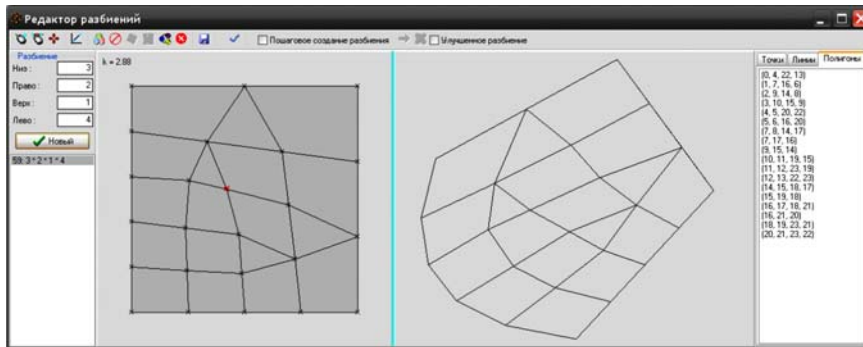 Редактор разбиений
Пошаговое создание разбиения
Улучшенное разбиение
Разбиение
Низ : 3
Право : 2
Верх : 1
Лево : 4
Новый
59: 3 * 2 * 1 * 4
k = 2.88
Точки Линии Полигоны
(0, 4, 22, 13)
(1, 7, 16, 6)
(2, 9, 14, 8)
(3, 10, 15, 9)
(4, 5, 20, 22)
(5, 6, 16, 20)
(7, 8, 14, 17)
(7, 17, 16)
(9, 15, 14)
(10, 11, 19, 15)
(11, 12, 23, 19)
(12, 13, 22, 23)
(14, 15, 18, 17)
(15, 19, 18)
(16, 17, 18, 21)
(16, 21, 20)
(18, 19, 23, 21)
(20, 21, 23, 22)